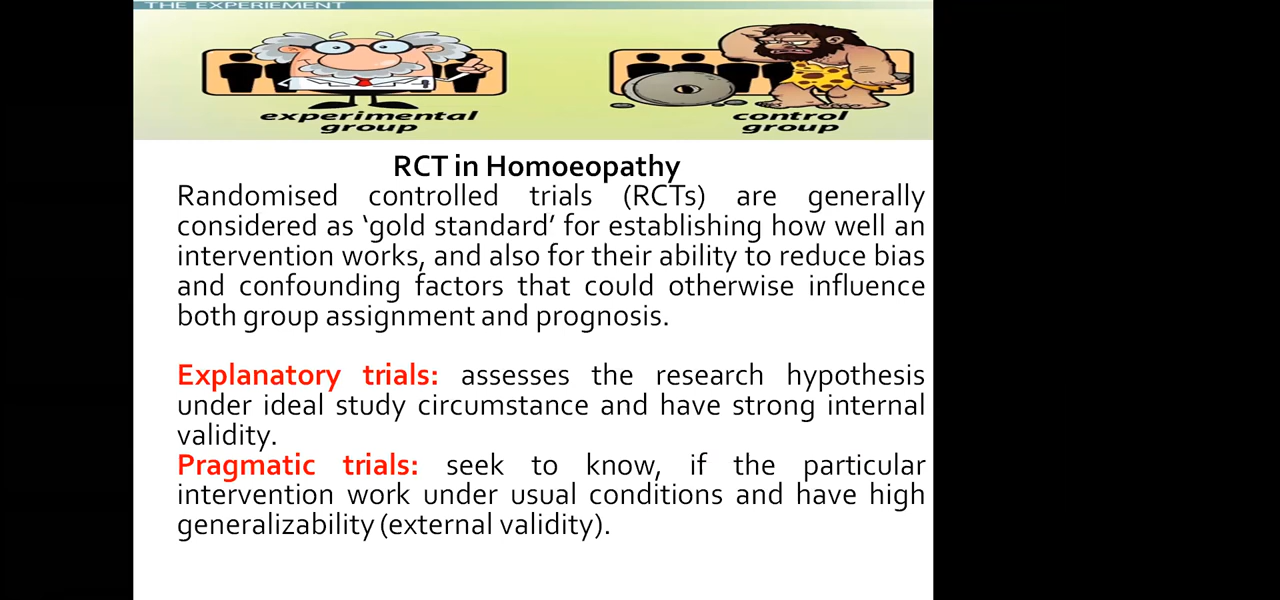 THE EXPERIEMENT
experimental group
control group
RCT in Homoeopathy
Randomised controlled trials (RCTs) are generally
considered as ‘gold standard’ for establishing how well an
intervention works, and also for their ability to reduce bias
and confounding factors that could otherwise influence
both group assignment and prognosis.
Explanatory trials: assesses the research hypothesis
under ideal study circumstance and have strong internal
validity.
Pragmatic trials: seek to know, if the particular
intervention work under usual conditions and have high
generalizability (external validity).